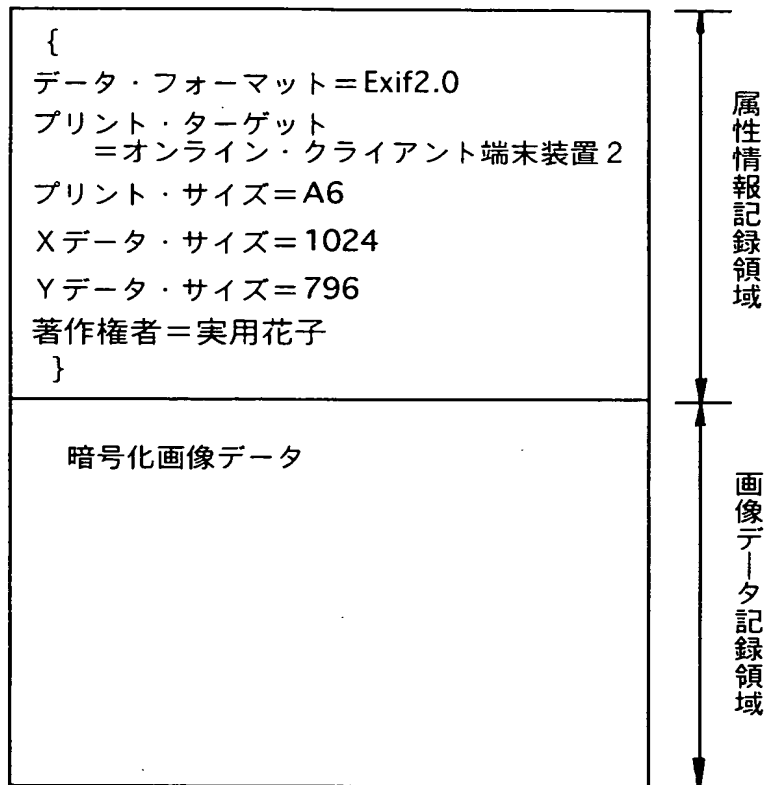 {
データ・フォーマット＝Exif2.0
プリント・ターゲット
＝オンライン・クライアント端末装置２
プリント・サイズ＝A6
Ｘデータ・サイズ＝1024
Ｙデータ・サイズ＝796
著作権者＝実用花子
}
属性情報記録領域
暗号化画像データ
画像データ記録領域